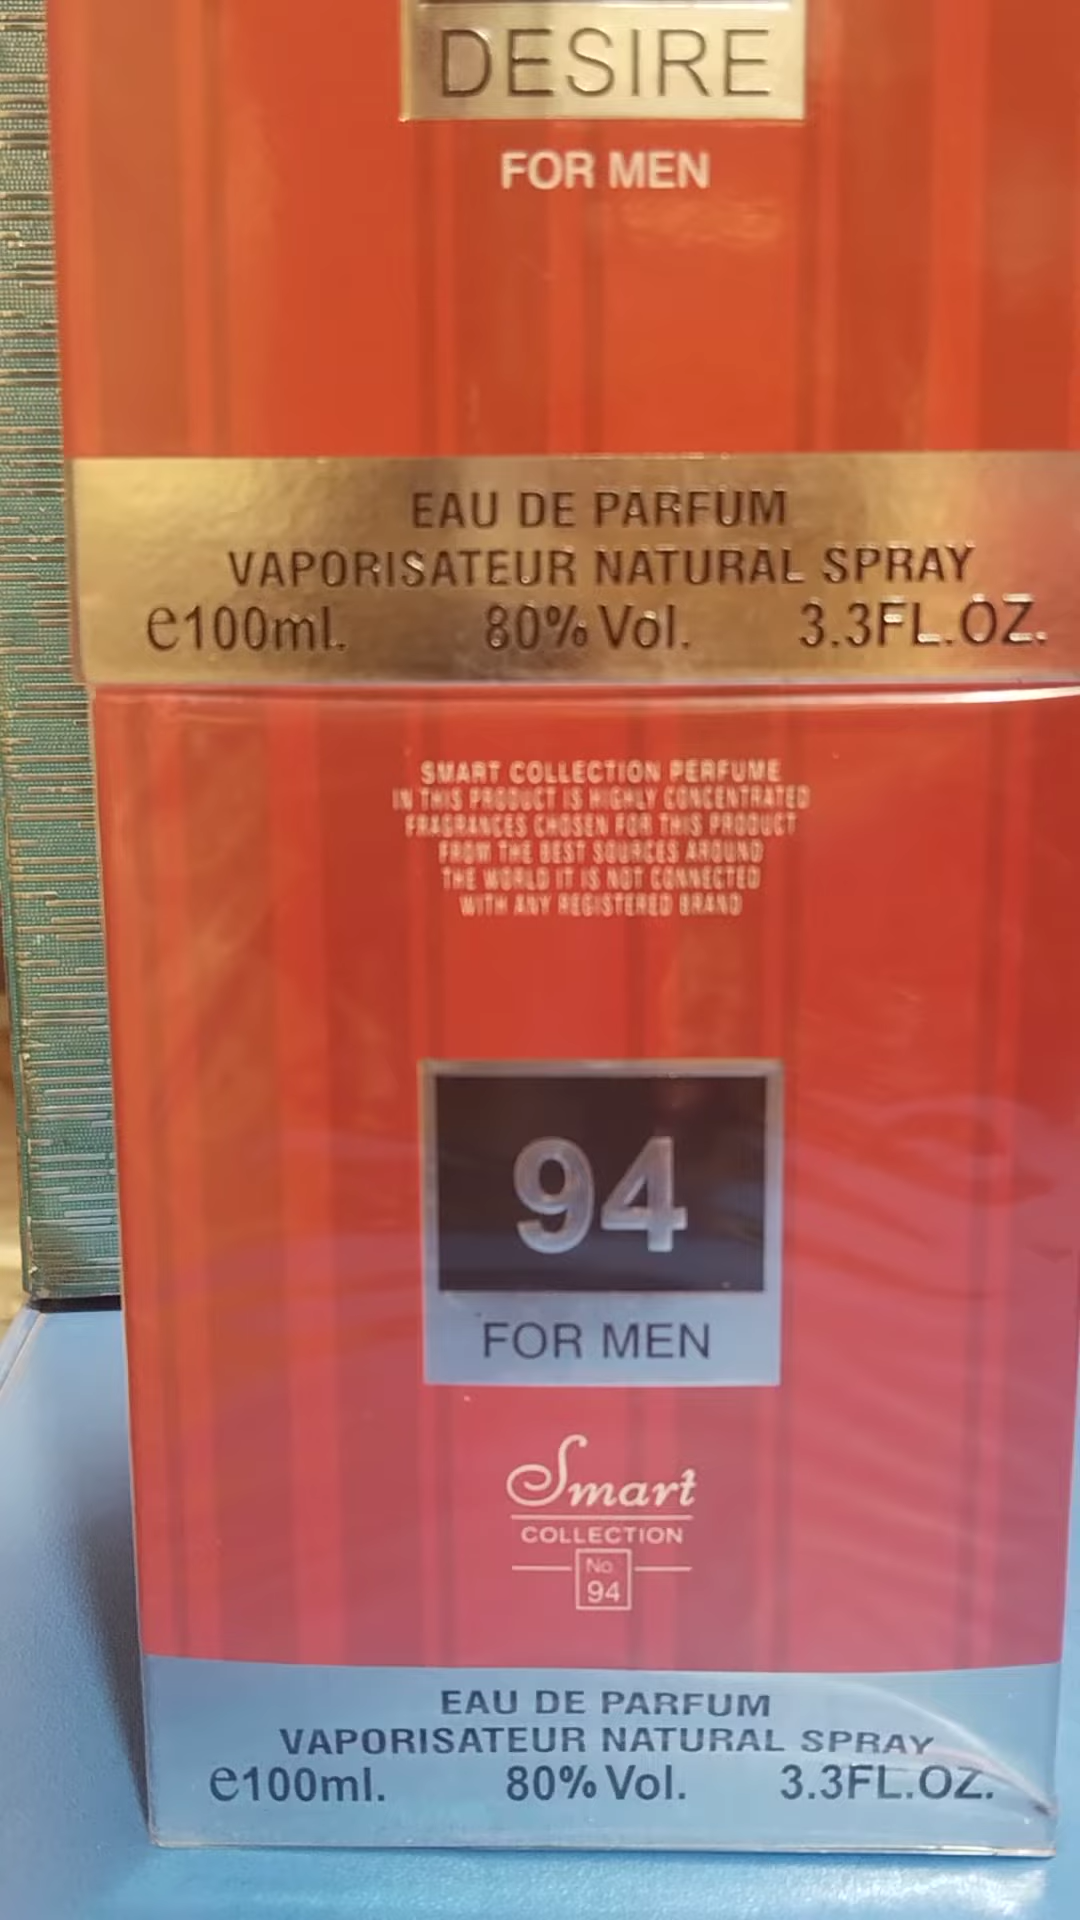 DESIRE
FOR MEN
EAU DE PARFUM
VAPORISATEUR NATURAL SPRAY
e100ml. 80% Vol. 3.3FL.OZ.
SMART COLLECTION PERFUME
IN THIS PRODUCT IS HIGHLY CONCENTRATED
FRAGRANCES CHOSEN FOR THIS PRODUCT
FROM THE BEST SOURCES AROUND
THE WORLD IT IS NOT CONNECTED
WITH ANY REGISTERED BRAND
94
FOR MEN
Smart
COLLECTION
No
94
EAU DE PARFUM
VAPORISATEUR NATURAL SPRAY
e100ml. 80% Vol. 3.3FL.OZ.